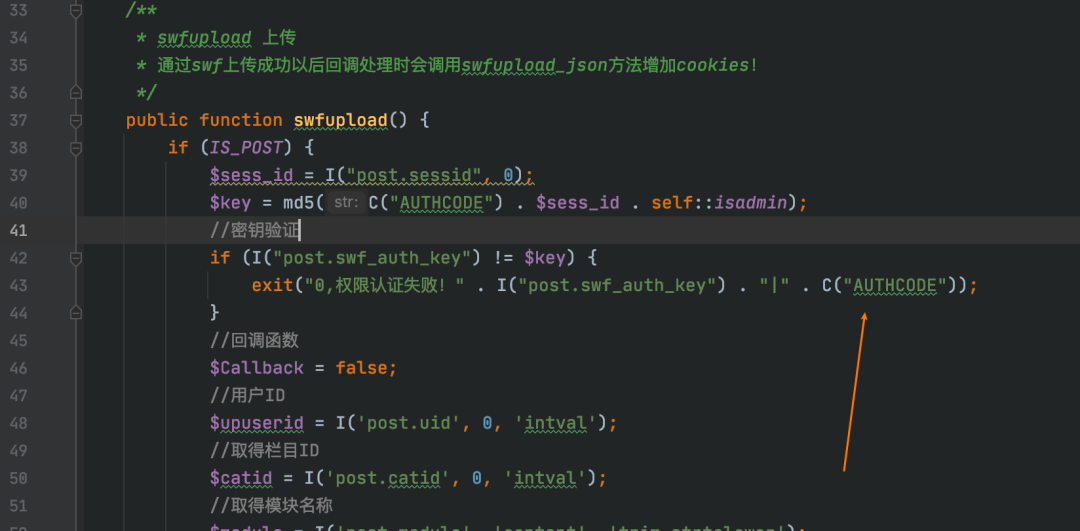 33 /**
34 * swfupload 上传
35 * 通过swf上传成功以后回调处理时会调用swfupload_json方法增加cookies!
36 */
37 public function swfupload() {
38 if (IS_POST) {
39 $sess_id = I("post.sessid", 0);
40 $key = md5( str: C("AUTHCODE") . $sess_id . self::isadmin);
41 //密钥验证
42 if (I("post.swf_auth_key") != $key) {
43 exit("0,权限认证失败! " . I("post.swf_auth_key") . "|" . C("AUTHCODE"));
44 }
45 //回调函数
46 $Callback = false;
47 //用户ID
48 $upuserid = I('post.uid', 0, 'intval');
49 //取得栏目ID
50 $catid = I('post.catid', 0, 'intval');
51 //取得模块名称